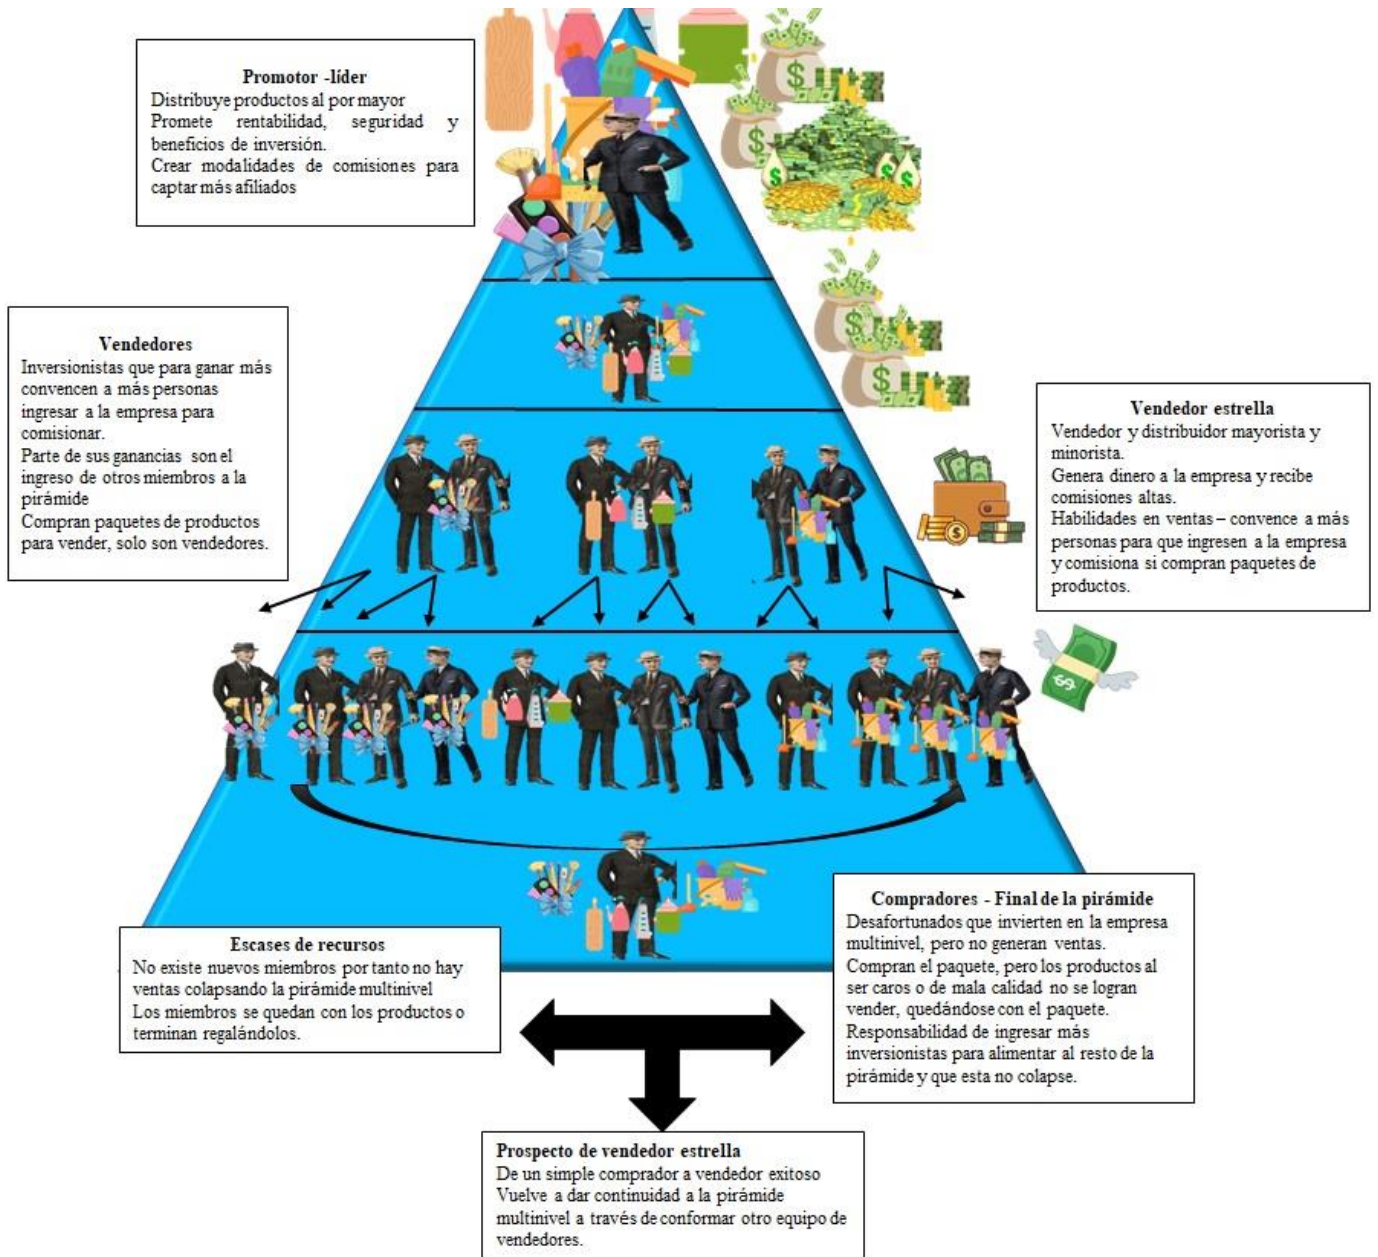 Promotor -líder
Distribuye productos al por mayor
Promete rentabilidad, seguridad y
beneficios de inversión.
Crear modalidades de comisiones para
captar más afiliados
Vendedores
Inversionistas que para ganar más
convencen a más personas
ingresar a la empresa para
comisionar.
Parte de sus ganancias son el
ingreso de otros miembros a la
pirámide
Compran paquetes de productos
para vender, solo son vendedores.
Vendedor estrella
Vendedor y distribuidor mayorista y
minorista.
Genera dinero a la empresa y recibe
comisiones altas.
Habilidades en ventas – convence a más
personas para que ingresen a la empresa
y comisiona si compran paquetes de
productos.
Compradores - Final de la pirámide
Desafortunados que invierten en la empresa
multinivel, pero no generan ventas.
Compran el paquete, pero los productos al
ser caros o de mala calidad no se logran
vender, quedándose con el paquete.
Responsabilidad de ingresar más
inversionistas para alimentar al resto de la
pirámide y que esta no colapse.
Escases de recursos
No existe nuevos miembros por tanto no hay
ventas colapsando la pirámide multinivel
Los miembros se quedan con los productos o
terminan regalándolos.
Prospecto de vendedor estrella
De un simple comprador a vendedor exitoso
Vuelve a dar continuidad a la pirámide
multinivel a través de conformar otro equipo de
vendedores.